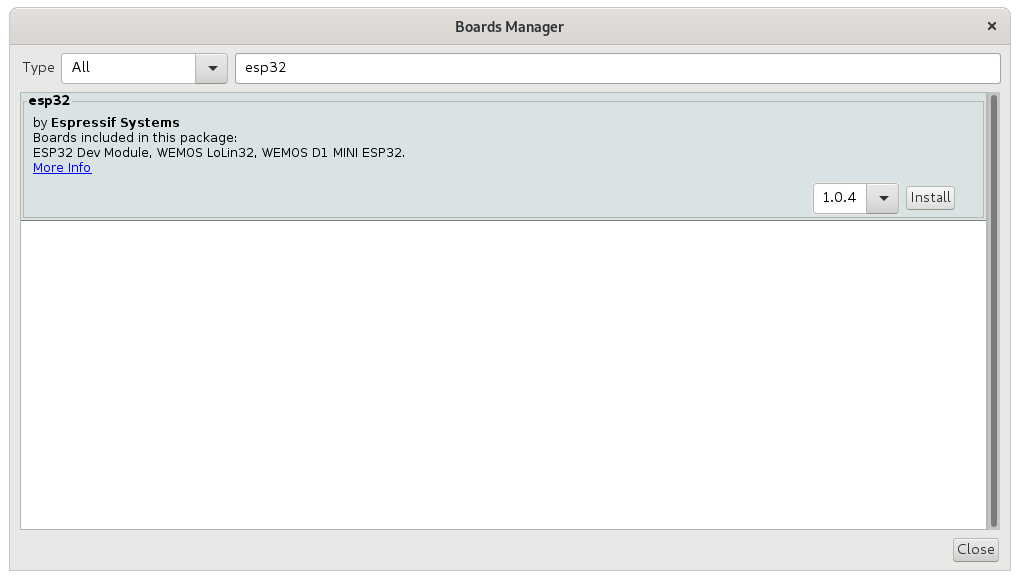 Boards Manager
Type All esp32
esp32
by Espressif Systems
Boards included in this package:
ESP32 Dev Module, WEMOS LoLin32, WEMOS D1 MINI ESP32.
More Info
1.0.4 Install
Close